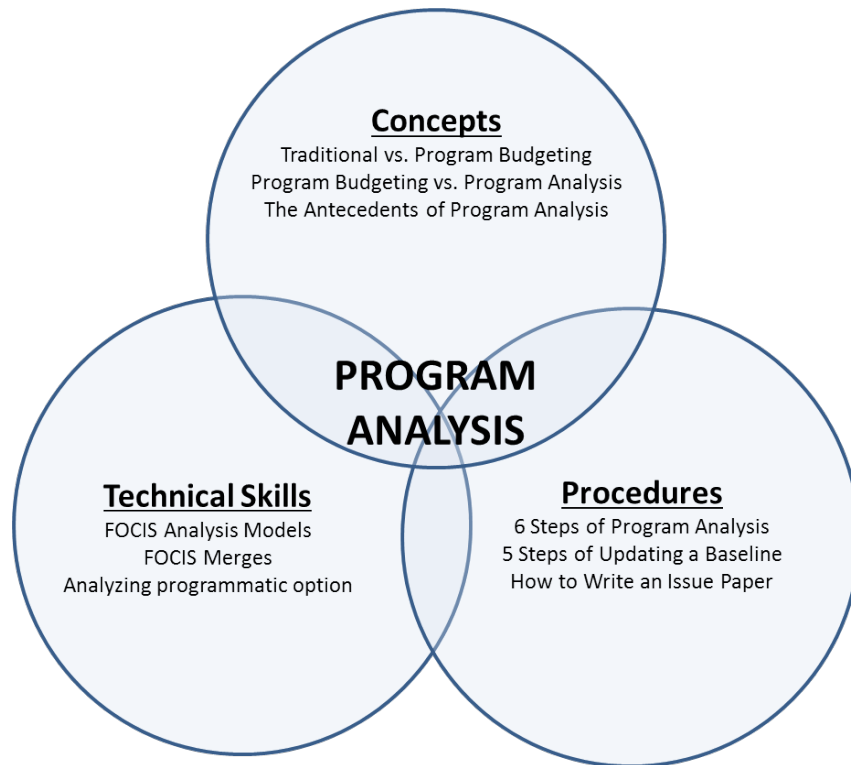 Concepts
Traditional vs. Program Budgeting
Program Budgeting vs. Program Analysis
The Antecedents of Program Analysis
PROGRAM
ANALYSIS
Technical Skills
FOCIS Analysis Models
FOCIS Merges
Analyzing programmatic option
Procedures
6 Steps of Program Analysis
5 Steps of Updating a Baseline
How to Write an Issue Paper